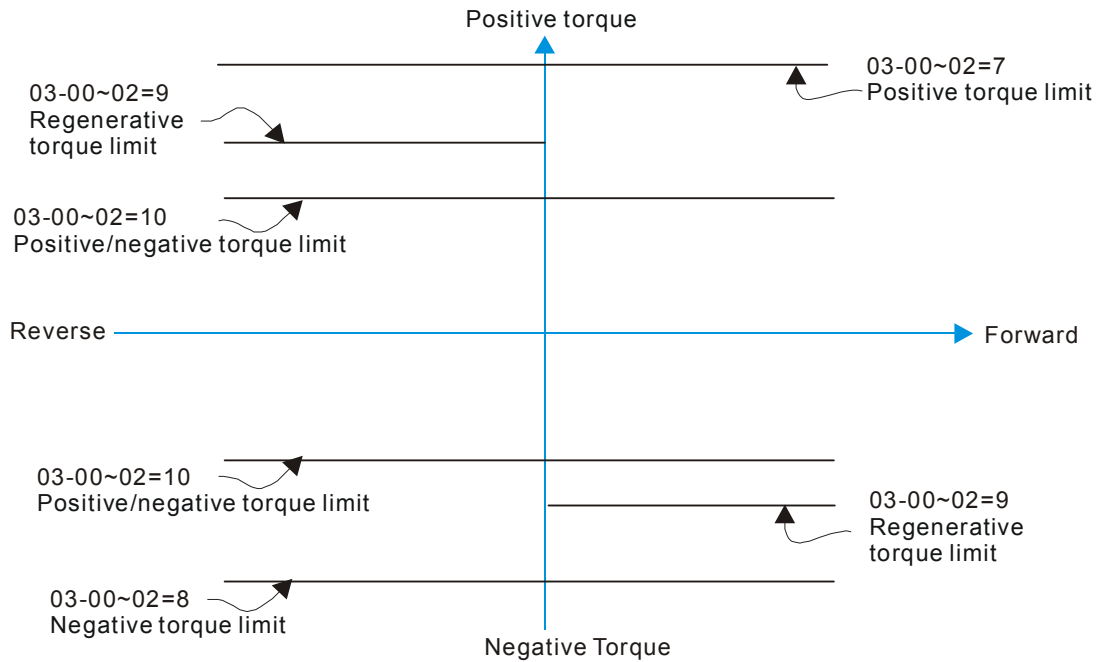 Positive torque
03-00~02=7
Positive torque limit
03-00~02=9
Regenerative
torque limit
03-00~02=10
Positive/negative torque limit
Reverse
Forward
03-00~02=10
Positive/negative torque limit
03-00~02=9
Regenerative
torque limit
03-00~02=8
Negative torque limit
Negative Torque